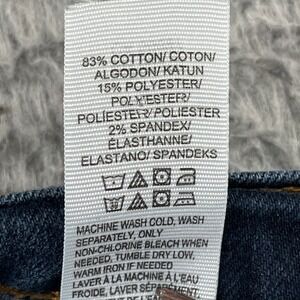 83% COTTON/ COTON/
ALGODON/ KATUN
15% POLYESTER/
POLYESTER/
POLIÉSTER/POLIESTER
2% SPANDEX/
ÉLASTHANNE/
ELASTANO/ SPANDEKS
MACHINE WASH COLD, WASH
SEPARATELY, ONLY
NON-CHLORINE BLEACH WHEN
NEEDED, TUMBLE DRY LOW,
WARM IRON IF NEEDED
LAVER À LA MACHINE À L'EAU
FROIDE, LAVER